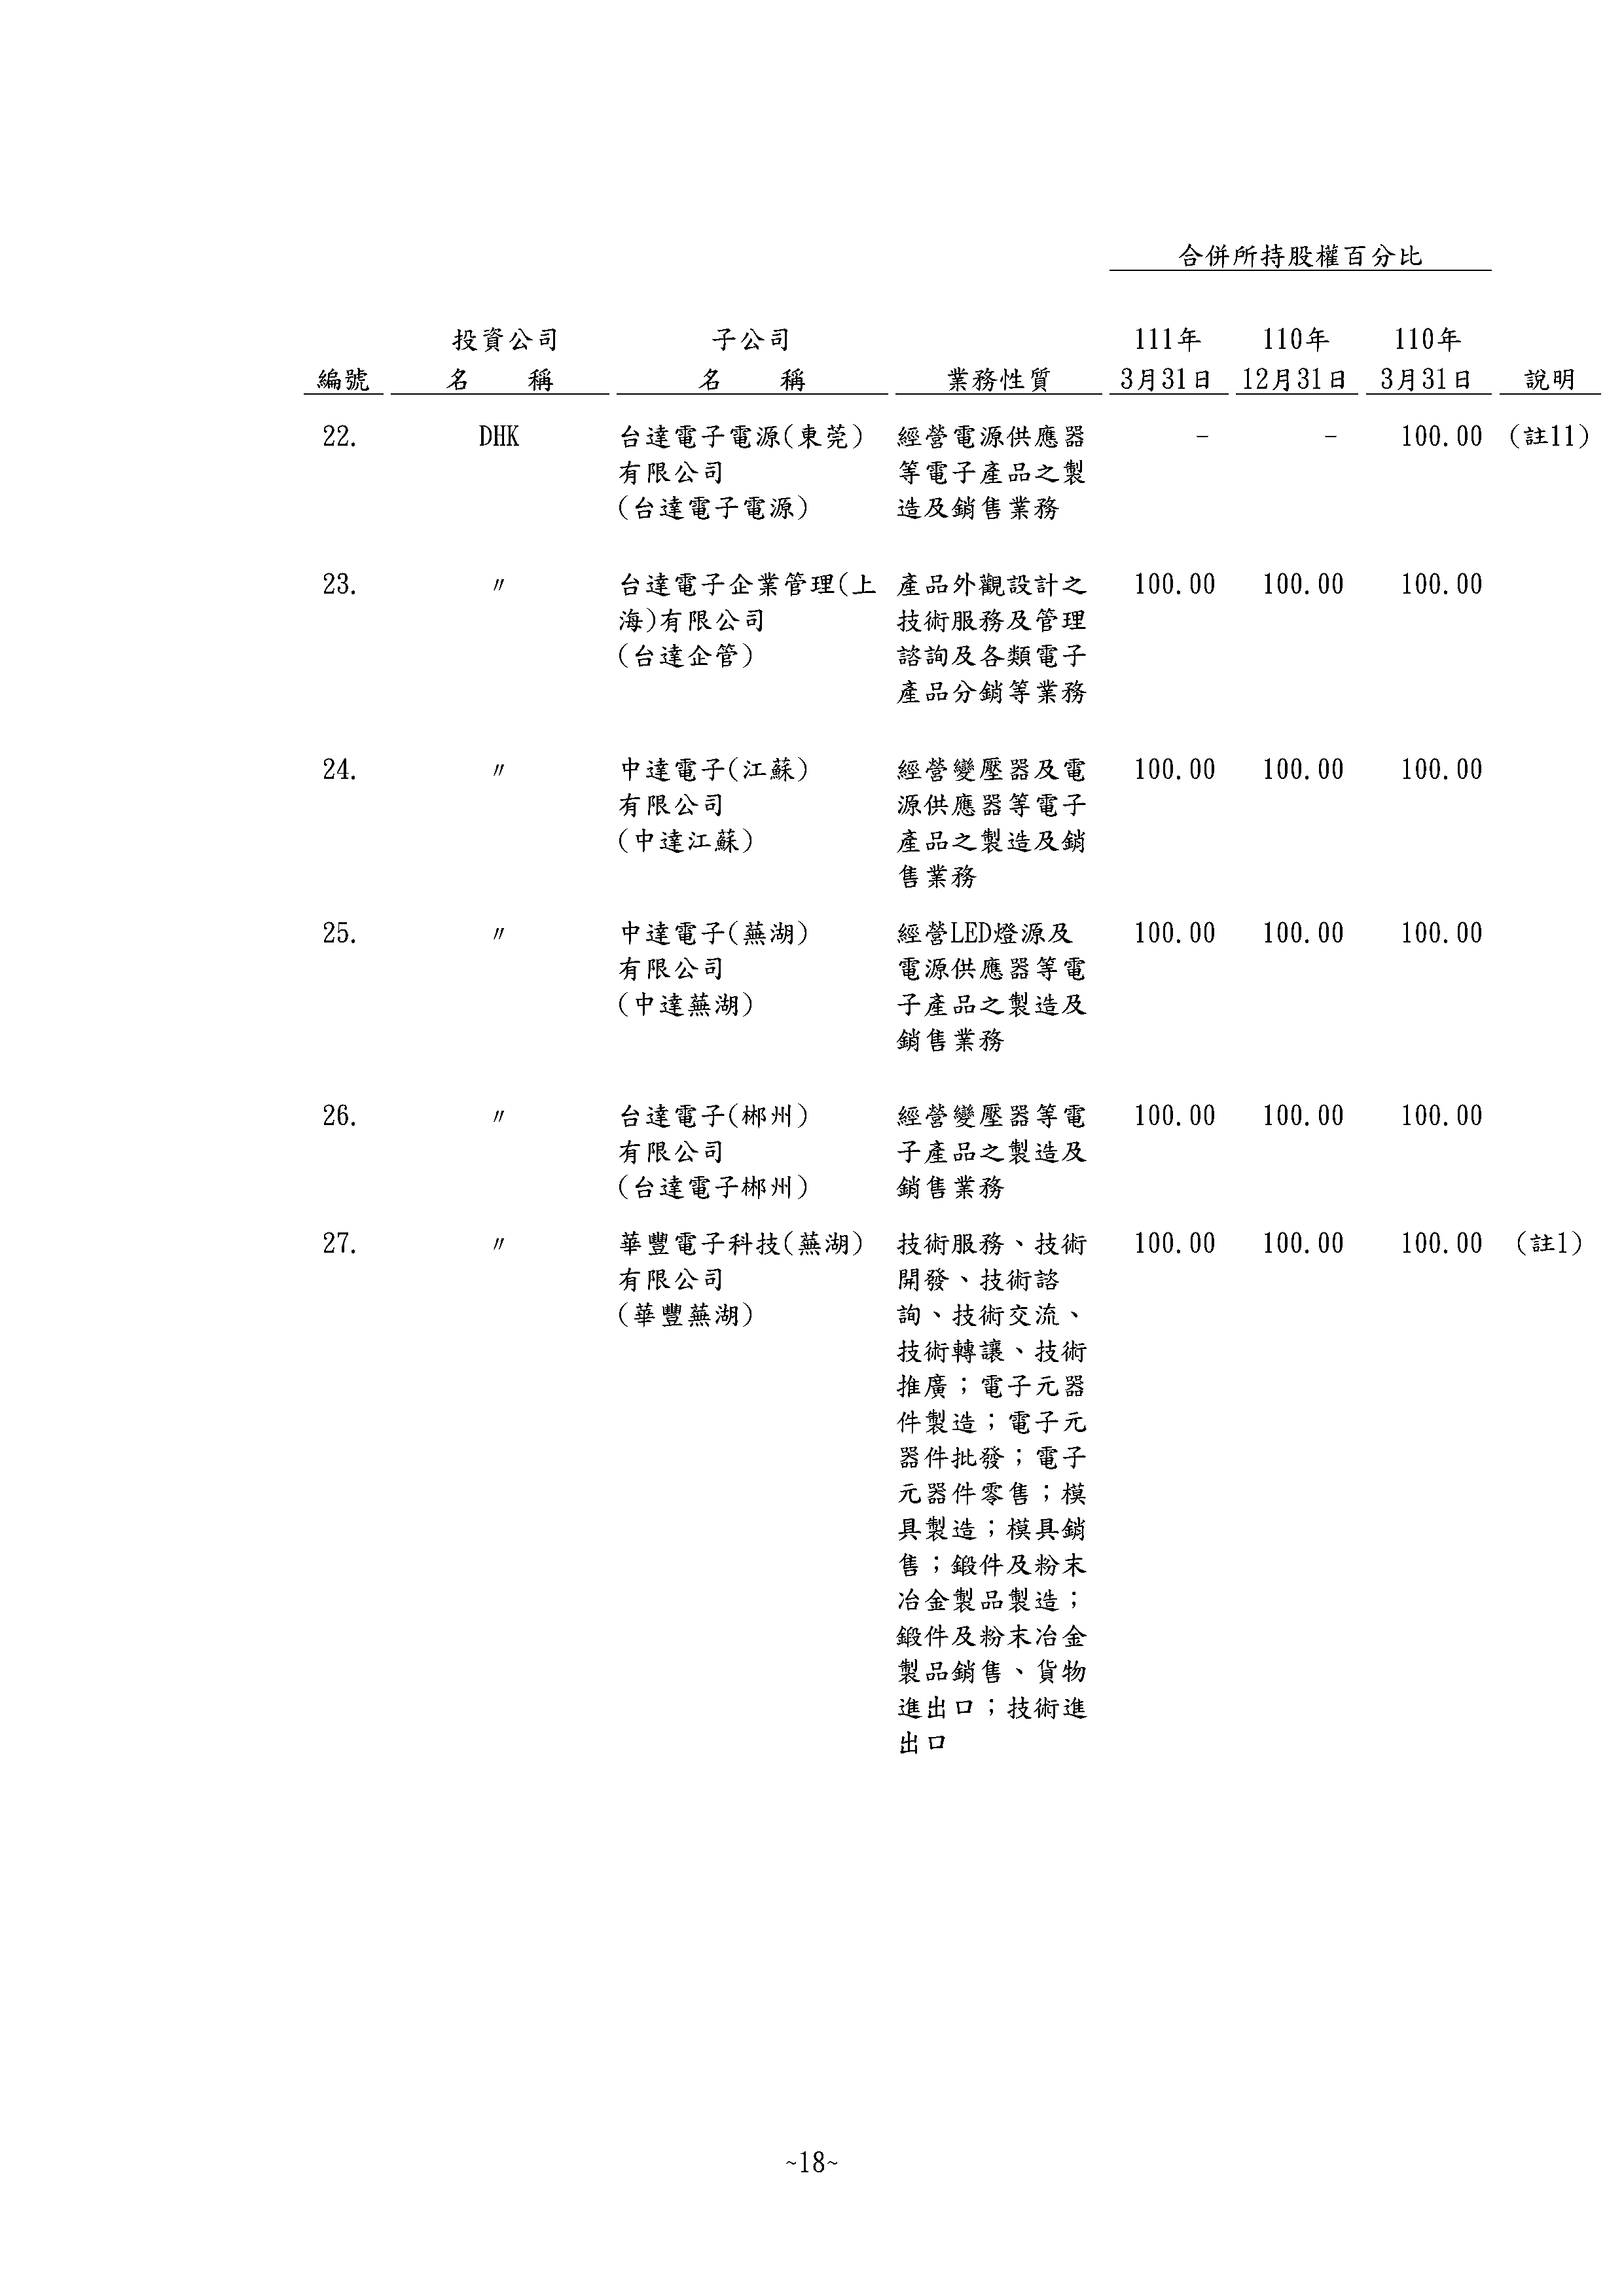 合併所持股權百分比
投資公司 子公司 111年 110年 110年
編號 名 稱 名 稱 業務性質 3月31日 12月31日 3月31日 說明
22. DHK 台達電子電源(東莞) 經營電源供應器 - - 100.00 (註11)
有限公司 等電子產品之製
(台達電子電源) 造及銷售業務
23. 〃 台達電子企業管理(上 產品外觀設計之 100.00 100.00 100.00
海)有限公司 技術服務及管理
(台達企管) 諮詢及各類電子
產品分銷等業務
24. 〃 中達電子(江蘇) 經營變壓器及電 100.00 100.00 100.00
有限公司 源供應器等電子
(中達江蘇) 產品之製造及銷
售業務
25. 〃 中達電子(蕪湖) 經營LED燈源及 100.00 100.00 100.00
有限公司 電源供應器等電
(中達蕪湖) 子產品之製造及
銷售業務
26. 〃 台達電子(郴州) 經營變壓器等電 100.00 100.00 100.00
有限公司 子產品之製造及
(台達電子郴州) 銷售業務
27. 〃 華豐電子科技(蕪湖) 技術服務、技術 100.00 100.00 100.00 (註1)
有限公司 開發、技術諮
(華豐蕪湖) 詢、技術交流、
技術轉讓、技術
推廣；電子元器
件製造；電子元
器件批發；電子
元器件零售；模
具製造；模具銷
售；鍛件及粉末
冶金製品製造；
鍛件及粉末冶金
製品銷售、貨物
進出口；技術進
出口
~18~